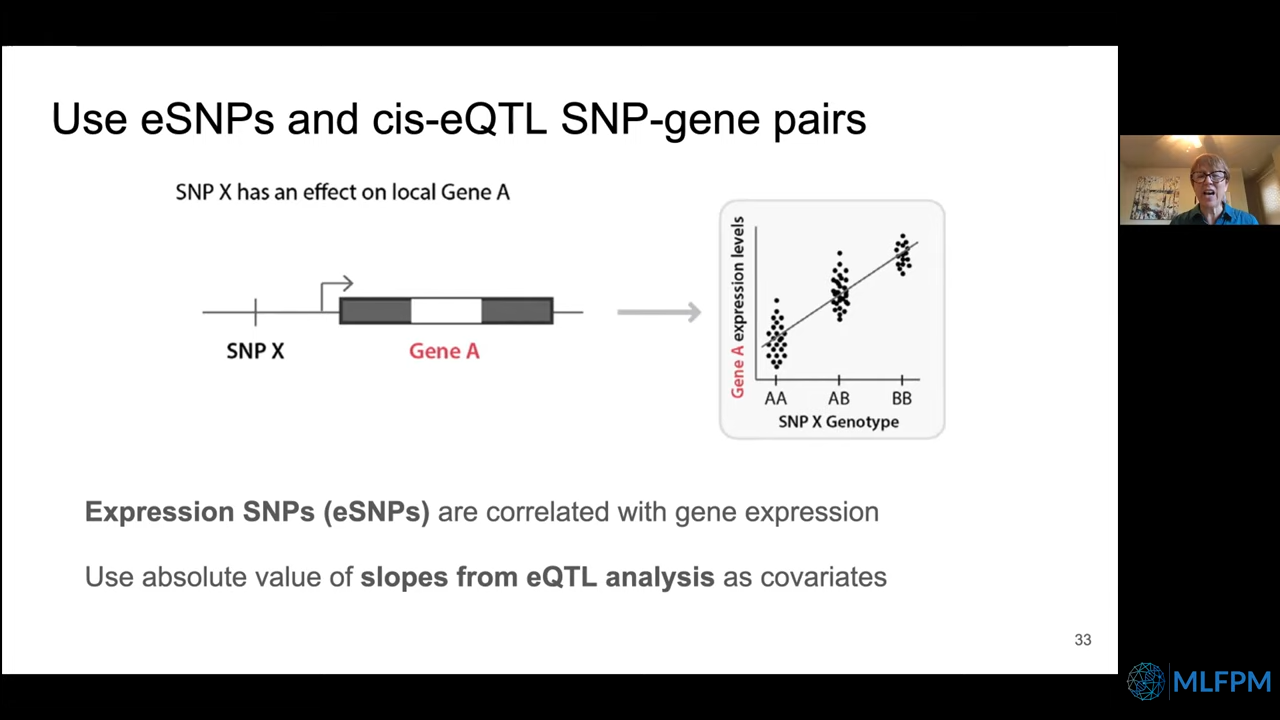 Use eSNPs and cis-eQTL SNP-gene pairs
SNP X has an effect on local Gene A
SNP X
Gene A
Gene A expression levels
AA AB BB
SNP X Genotype
Expression SNPs (eSNPs) are correlated with gene expression
Use absolute value of slopes from eQTL analysis as covariates
33
MLFPM